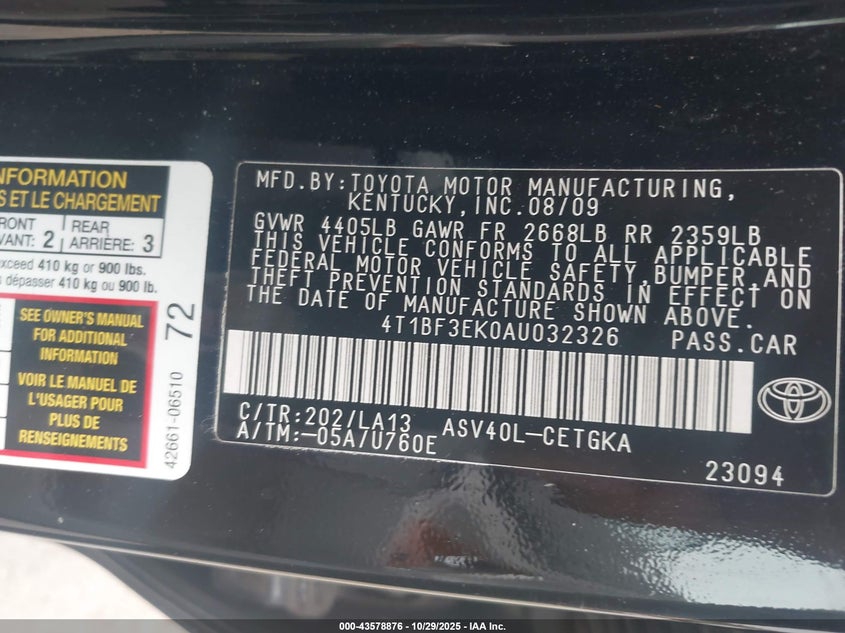 INFORMATION
S ET LE CHARGEMENT
FRONT
VANT: 2
REAR
ARRIÈRE: 3
exceed 410 kg or 900 lbs.
dépasser 410 kg ou 900 lb.
SEE OWNER'S MANUAL
FOR ADDITIONAL
INFORMATION
VOIR LE MANUEL DE
L'USAGER POUR
PLUS DE
RENSEIGNEMENTS
72
42661-06510
MFD.BY:TOYOTA MOTOR MANUFACTURING,
KENTUCKY, INC.08/09
GVWR 4405LB GAWR FR 2668LB RR 2359LB
THIS VEHICLE CONFORMS TO ALL APPLICABLE
FEDERAL MOTOR VEHICLE SAFETY,BUMPER,AND
THEFT PREVENTION STANDARDS IN EFFECT ON
THE DATE OF MANUFACTURE SHOWN ABOVE.
4T1BF3EK0AU032326 PASS.CAR
C/TR:202/LA13 ASV40L-CETGKA
A/TM:-05A/U760E
23094
000-43578876 - 10/29/2025 - IAA Inc.